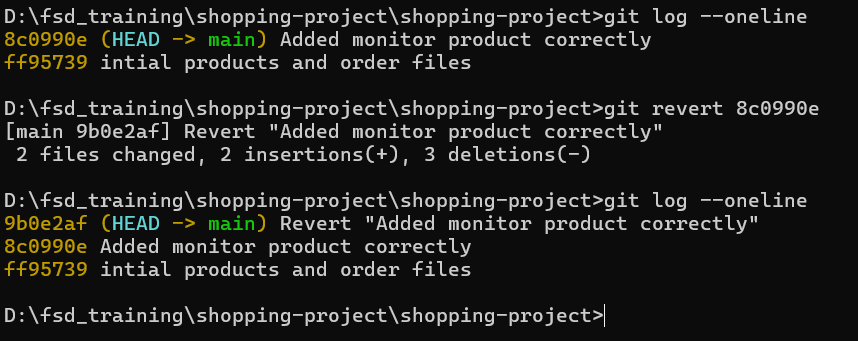 D:\fsd_training\shopping-project\shopping-project>git log --oneline
8c0990e (HEAD -> main) Added monitor product correctly
ff95739 intial products and order files
D:\fsd_training\shopping-project\shopping-project>git revert 8c0990e
[main 9b0e2af] Revert "Added monitor product correctly"
 2 files changed, 2 insertions(+), 3 deletions(-)
D:\fsd_training\shopping-project\shopping-project>git log --oneline
9b0e2af (HEAD -> main) Revert "Added monitor product correctly"
8c0990e Added monitor product correctly
ff95739 intial products and order files
D:\fsd_training\shopping-project\shopping-project>